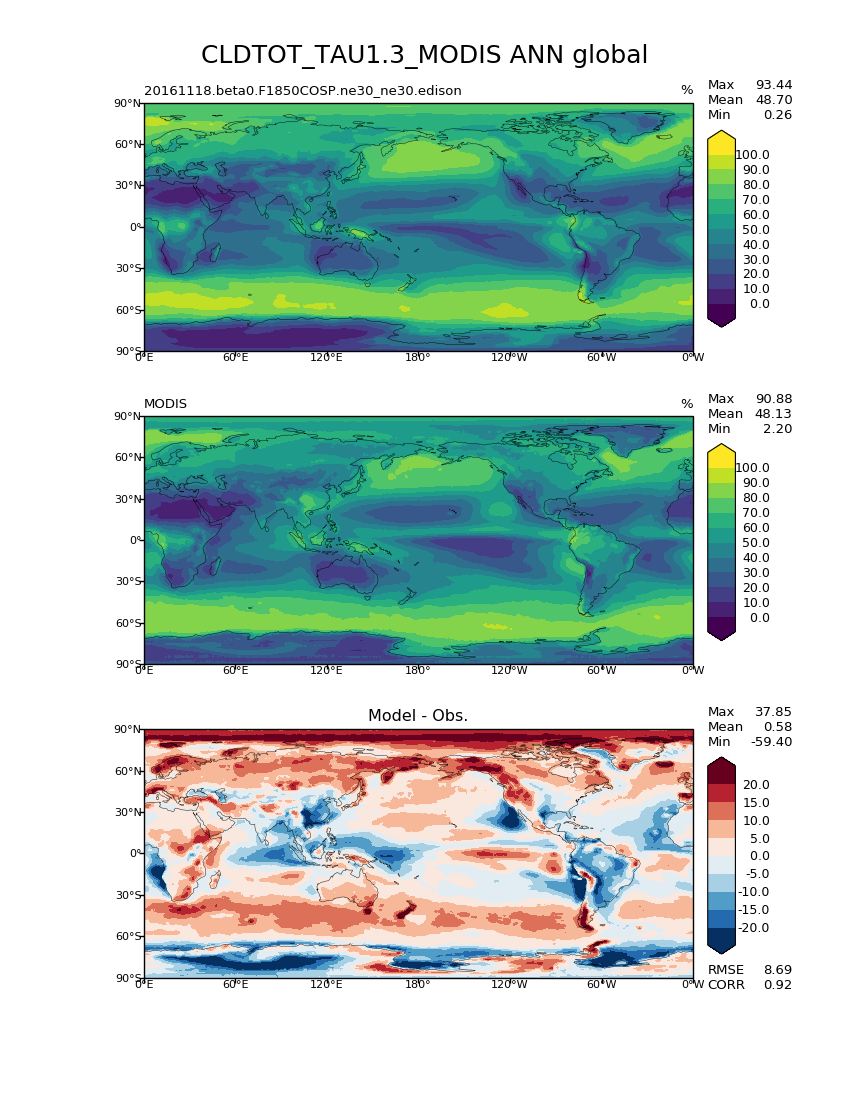 CLDTOT_TAU1.3_MODIS ANN global
20161118.beta0.F1850COSP.ne30_ne30.edison %
Max 93.44
Mean 48.70
Min 0.26
90°N
60°N
30°N
0°
30°S
60°S
90°S
0°E 60°E 120°E 180° 120°W 60°W 0°W
100.0
90.0
80.0
70.0
60.0
50.0
40.0
30.0
20.0
10.0
0.0
MODIS %
Max 90.88
Mean 48.13
Min 2.20
90°N
60°N
30°N
0°
30°S
60°S
90°S
0°E 60°E 120°E 180° 120°W 60°W 0°W
100.0
90.0
80.0
70.0
60.0
50.0
40.0
30.0
20.0
10.0
0.0
Model - Obs.
Max 37.85
Mean 0.58
Min -59.40
90°N
60°N
30°N
0°
30°S
60°S
90°S
0°E 60°E 120°E 180° 120°W 60°W 0°W
20.0
15.0
10.0
5.0
0.0
-5.0
-10.0
-15.0
-20.0
RMSE 8.69
CORR 0.92